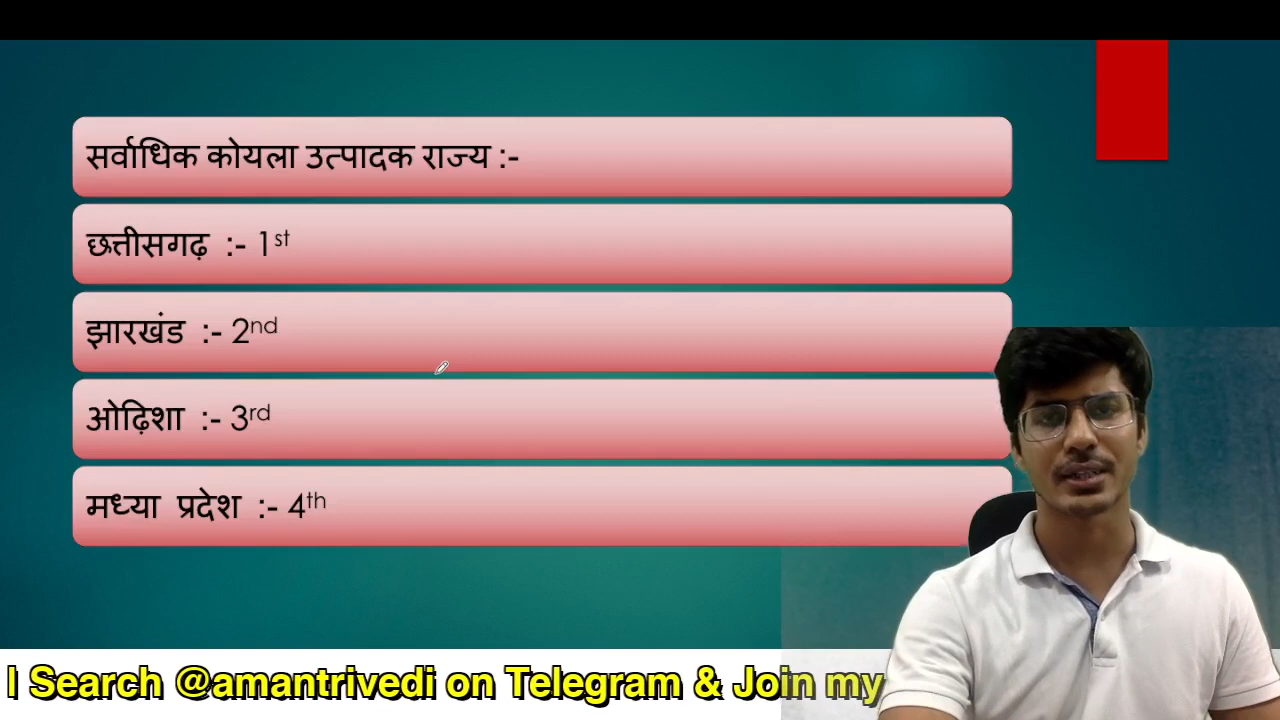 सर्वाधिक कोयला उत्पादक राज्य :-
छत्तीसगढ़ :- 1st
झारखंड :- 2nd
ओढ़िशा :- 3rd
मध्या प्रदेश :- 4th
I Search @amantrivedi on Telegram & Join my